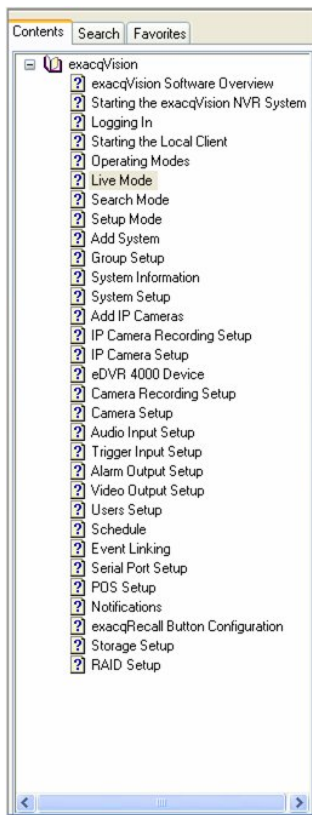 Contents Search Favorites
exacqVision
exacqVision Software Overview
Starting the exacqVision NVR System
Logging In
Starting the Local Client
Operating Modes
Live Mode
Search Mode
Setup Mode
Add System
Group Setup
System Information
System Setup
Add IP Cameras
IP Camera Recording Setup
IP Camera Setup
eDVR 4000 Device
Camera Recording Setup
Camera Setup
Audio Input Setup
Trigger Input Setup
Alarm Output Setup
Video Output Setup
Users Setup
Schedule
Event Linking
Serial Port Setup
POS Setup
Notifications
exacqRecall Button Configuration
Storage Setup
RAID Setup